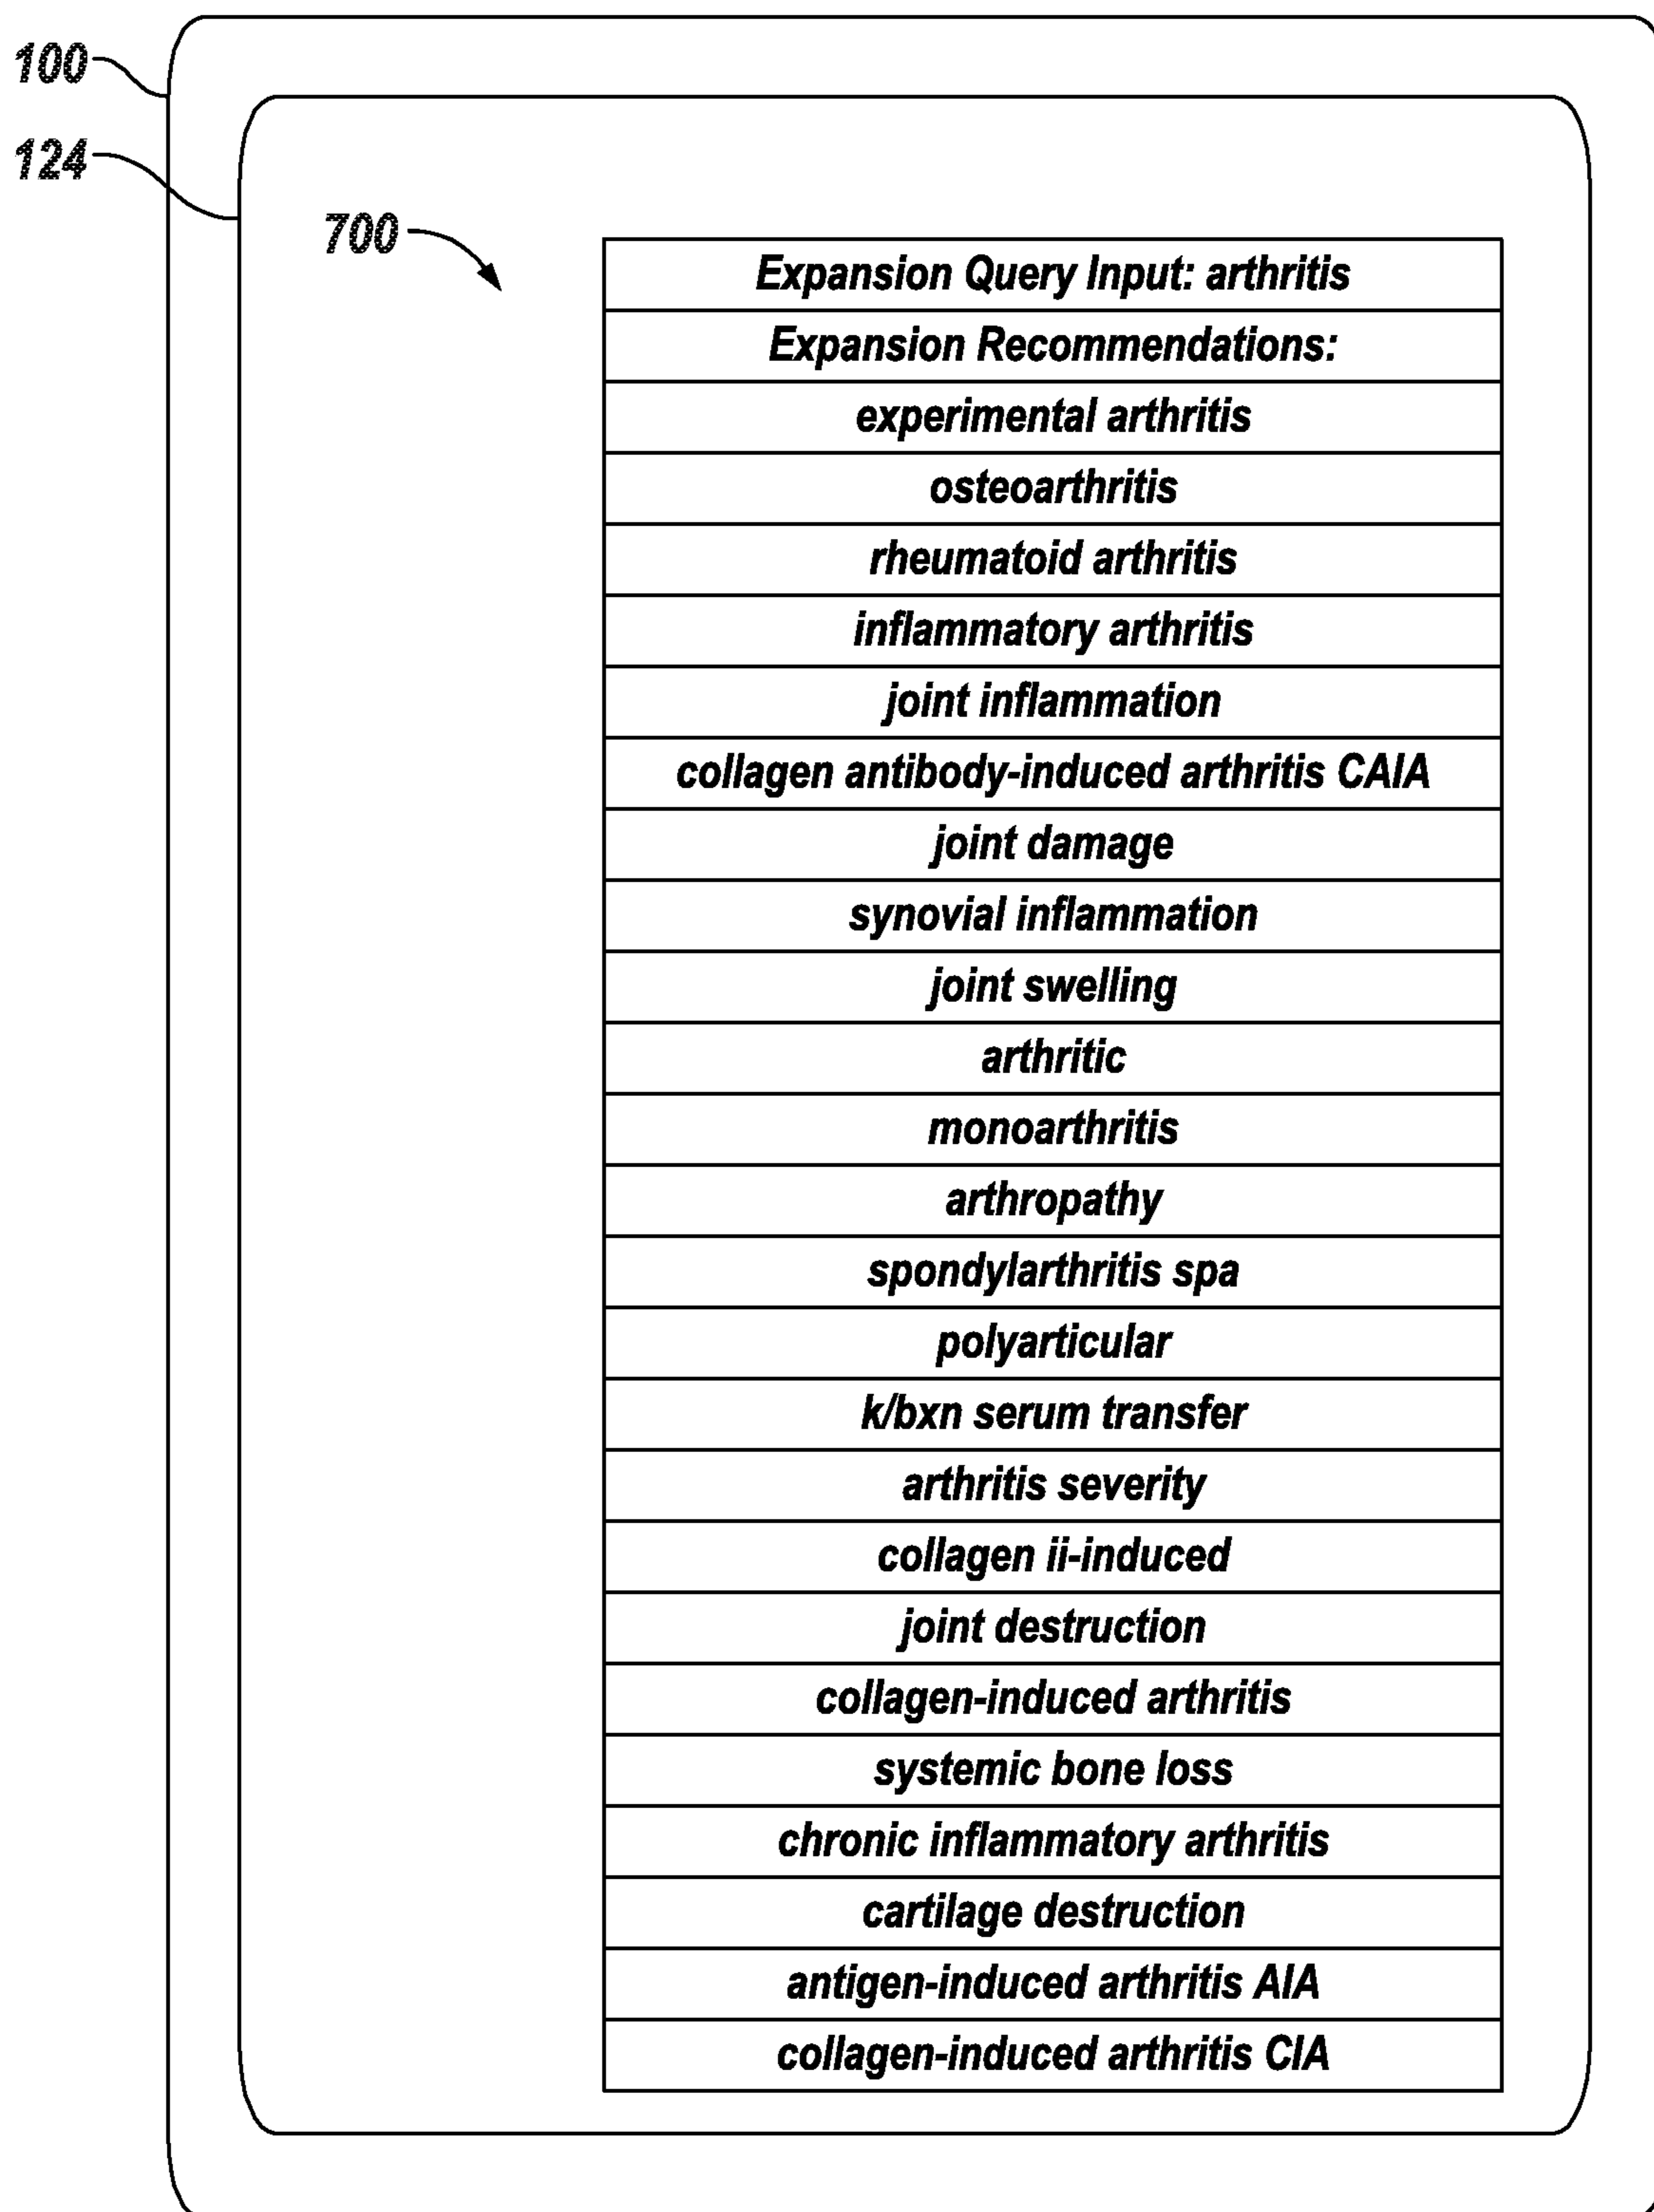 100
124
700
Expansion Query Input: arthritis
Expansion Recommendations:
experimental arthritis
osteoarthritis
rheumatoid arthritis
inflammatory arthritis
joint inflammation
collagen antibody-induced arthritis CAIA
joint damage
synovial inflammation
joint swelling
arthritic
monoarthritis
arthropathy
spondylarthritis spa
polyarticular
k/bxn serum transfer
arthritis severity
collagen ii-induced
joint destruction
collagen-induced arthritis
systemic bone loss
chronic inflammatory arthritis
cartilage destruction
antigen-induced arthritis AIA
collagen-induced arthritis CIA